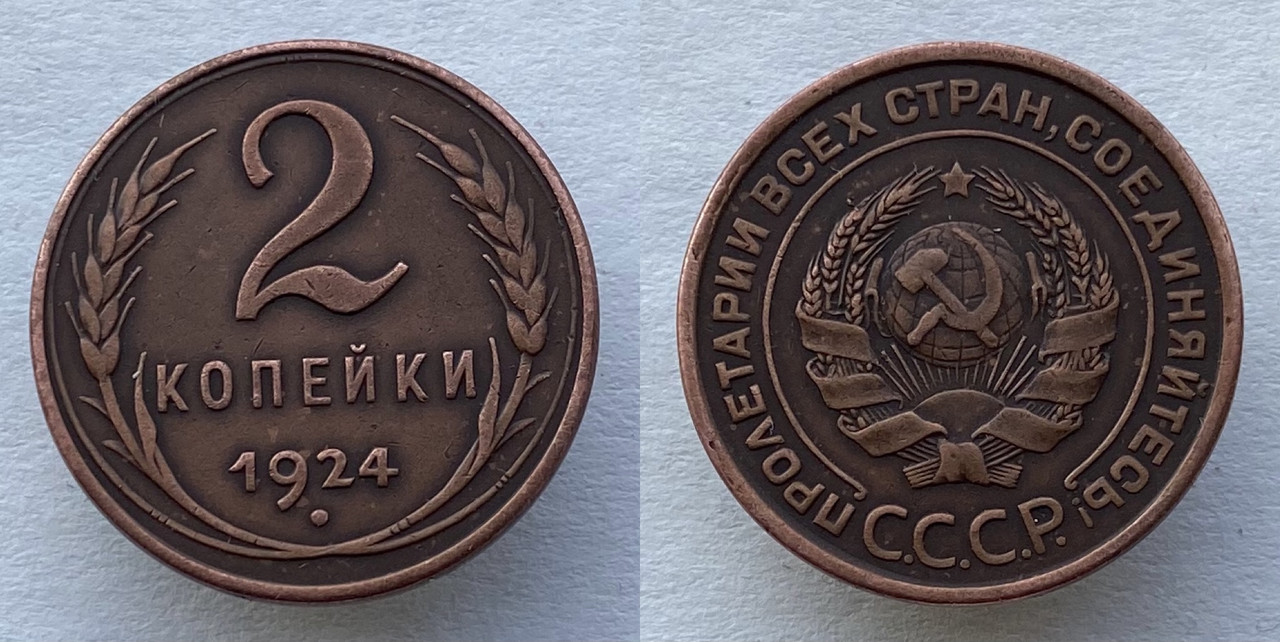 2
КОПЕЙКИ
1924
ПРОЛЕТАРИИ ВСЕХ СТРАН, СОЕДИНЯЙТЕСЬ!
С.С.С.Р.